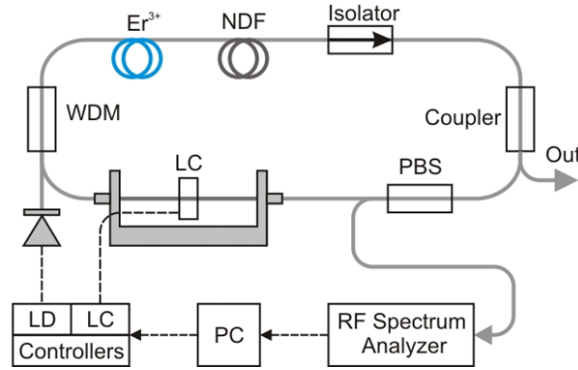 Er³⁺
NDF
Isolator
WDM
Coupler
LC
PBS
Out
LD
LC
Controllers
PC
RF Spectrum
Analyzer